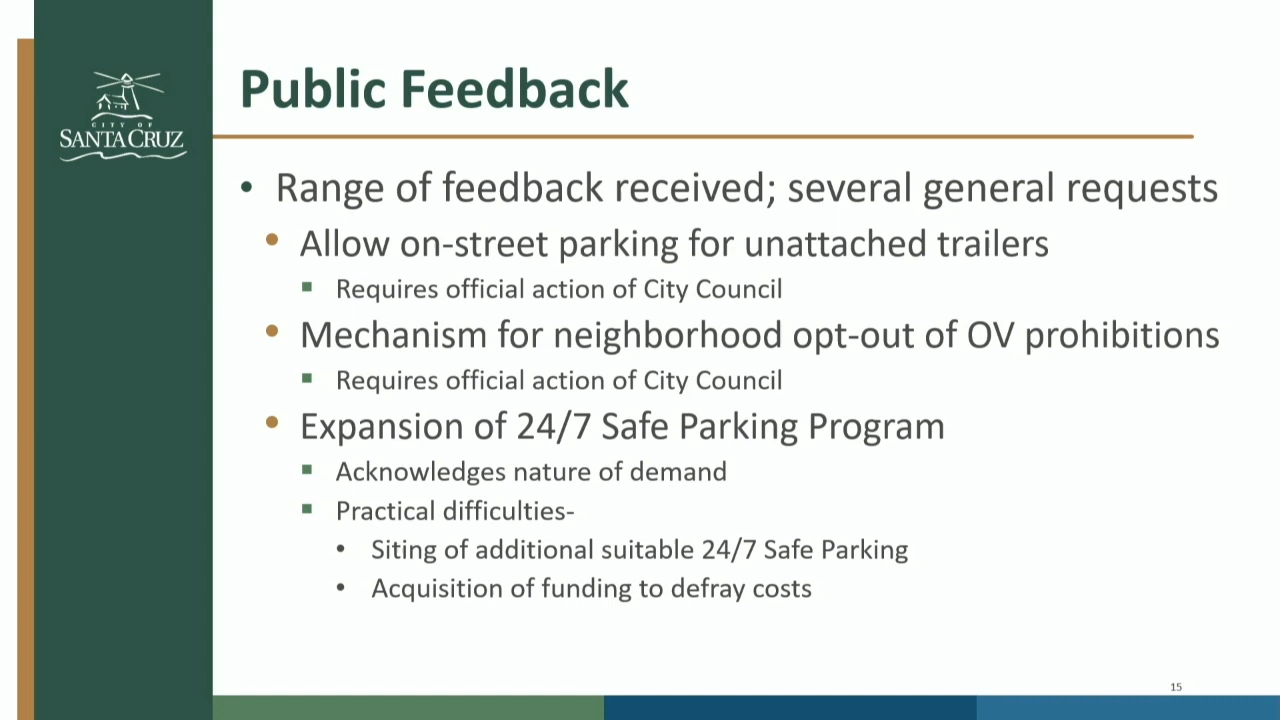 Public Feedback
CITY OF
SANTA CRUZ
• Range of feedback received; several general requests
• Allow on-street parking for unattached trailers
▪ Requires official action of City Council
• Mechanism for neighborhood opt-out of OV prohibitions
▪ Requires official action of City Council
• Expansion of 24/7 Safe Parking Program
▪ Acknowledges nature of demand
▪ Practical difficulties-
• Siting of additional suitable 24/7 Safe Parking
• Acquisition of funding to defray costs
15